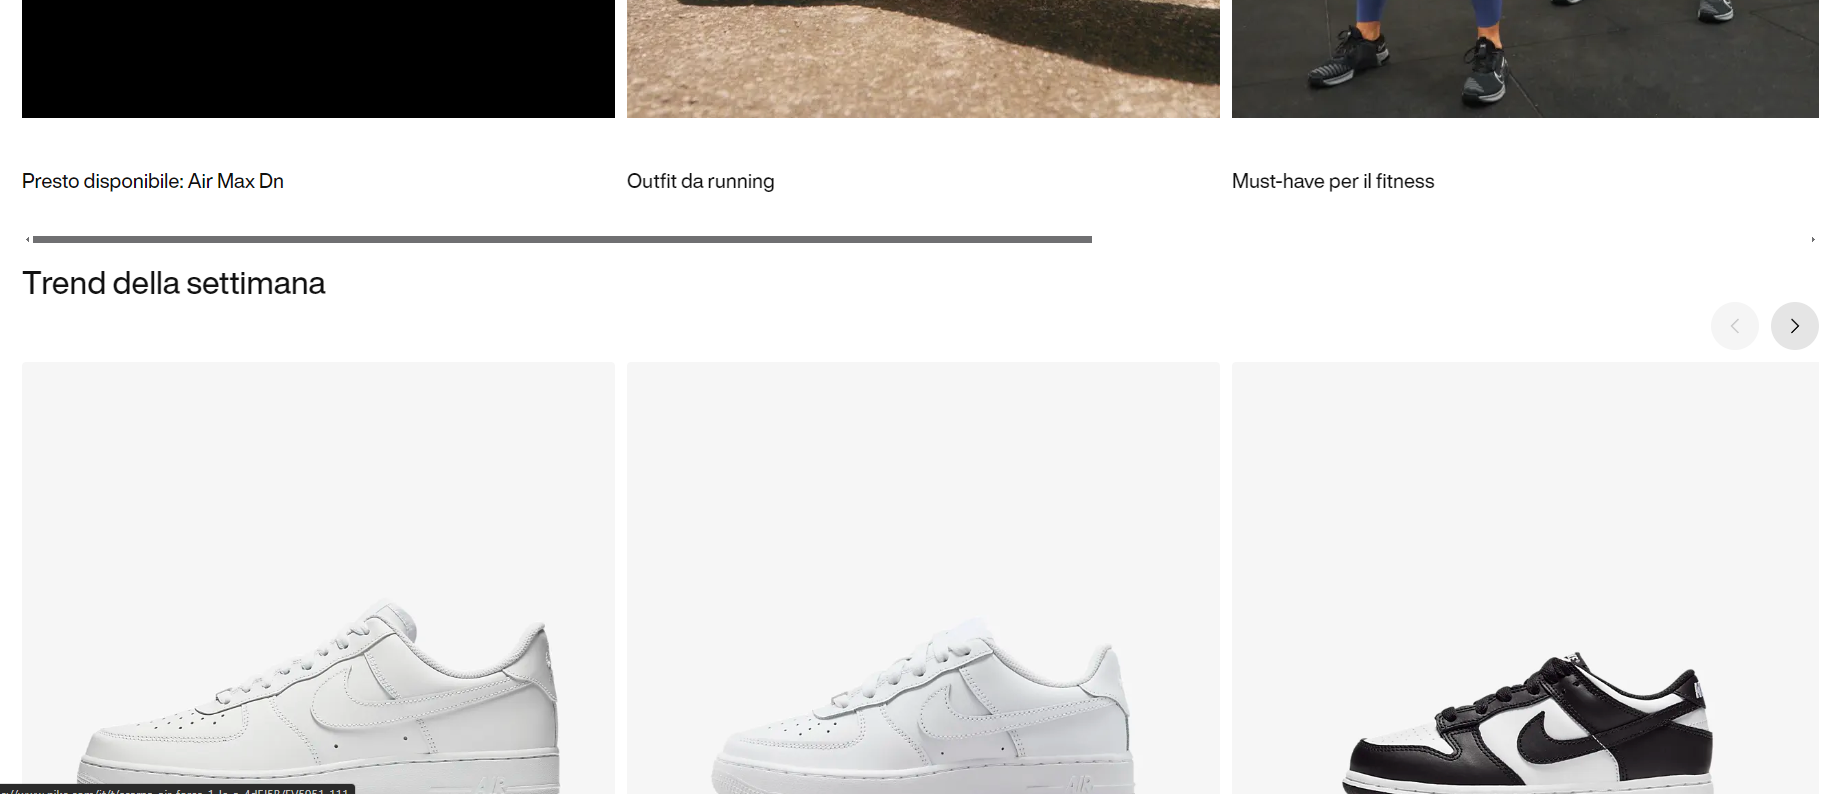 Presto disponibile: Air Max Dn
Outfit da running
Must-have per il fitness
Trend della settimana